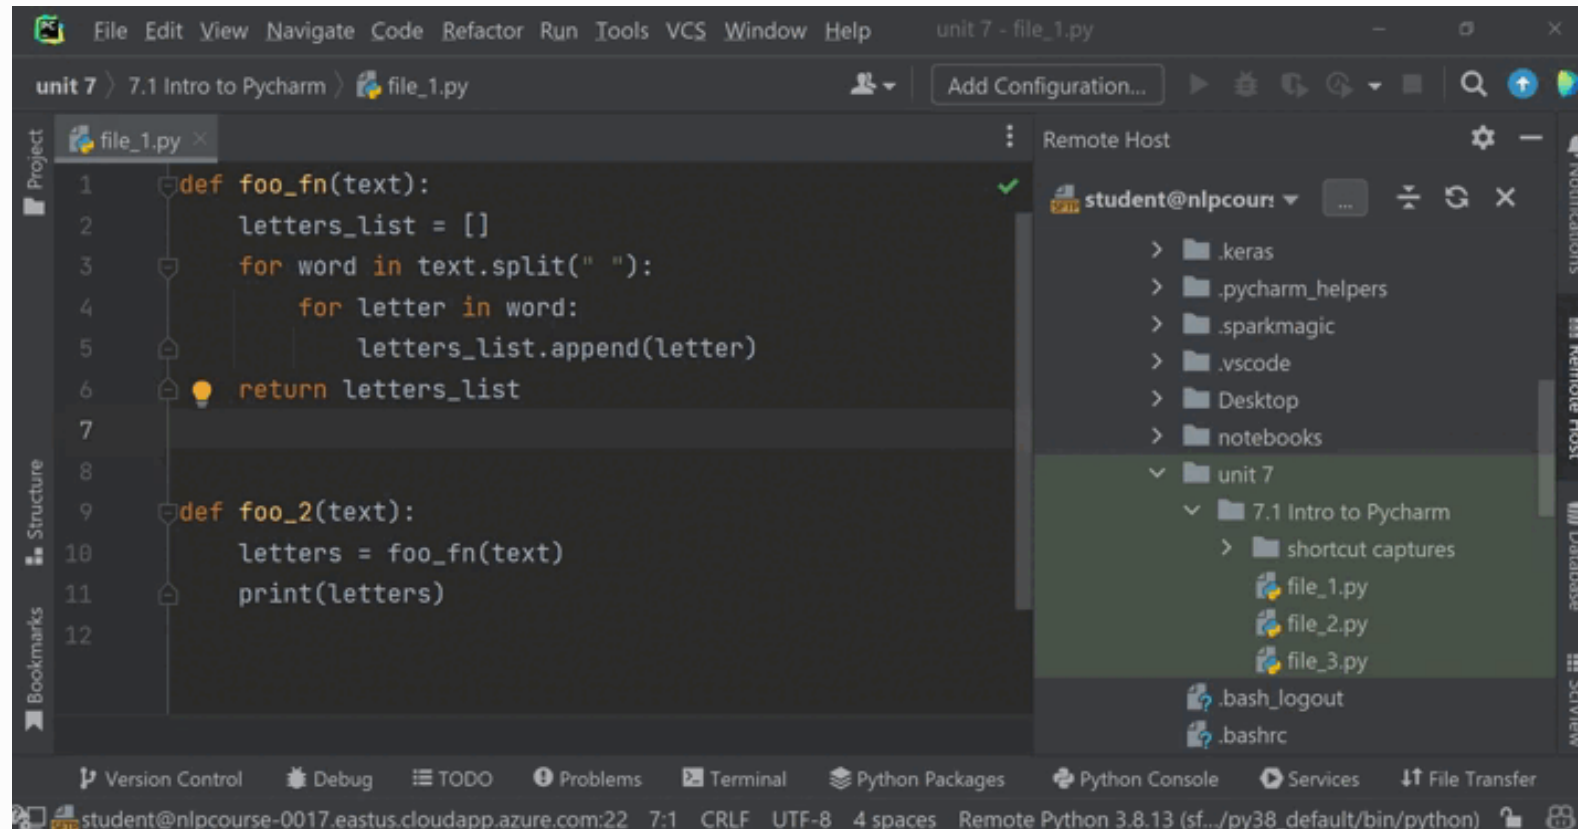 File Edit View Navigate Code Refactor Run Tools VCS Window Help unit 7 - file_1.py
unit 7 7.1 Intro to Pycharm file_1.py Add Configuration...
Project
Structure
Bookmarks
file_1.py
1 def foo_fn(text):
2 letters_list = []
3 for word in text.split(" "):
4 for letter in word:
5 letters_list.append(letter)
6 return letters_list
7
8
9 def foo_2(text):
10 letters = foo_fn(text)
11 print(letters)
12
Remote Host
student@nlpcour: ...
.keras
.pycharm_helpers
.sparkmagic
.vscode
Desktop
notebooks
unit 7
7.1 Intro to Pycharm
shortcut captures
file_1.py
file_2.py
file_3.py
.bash_logout
.bashrc
Notifications
Remote Host
Database
SciView
Version Control Debug TODO Problems Terminal Python Packages Python Console Services File Transfer
student@nlpcourse-0017.eastus.cloudapp.azure.com:22 7:1 CRLF UTF-8 4 spaces Remote Python 3.8.13 (sf.../py38_default/bin/python)